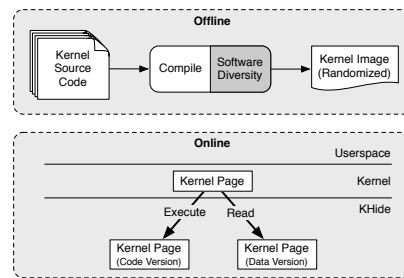 Offline
Kernel
Source
Code
Compile
Software
Diversity
Kernel Image
(Randomized)
Online
Userspace
Kernel Page
Kernel
KHide
Execute
Read
Kernel Page
(Code Version)
Kernel Page
(Data Version)